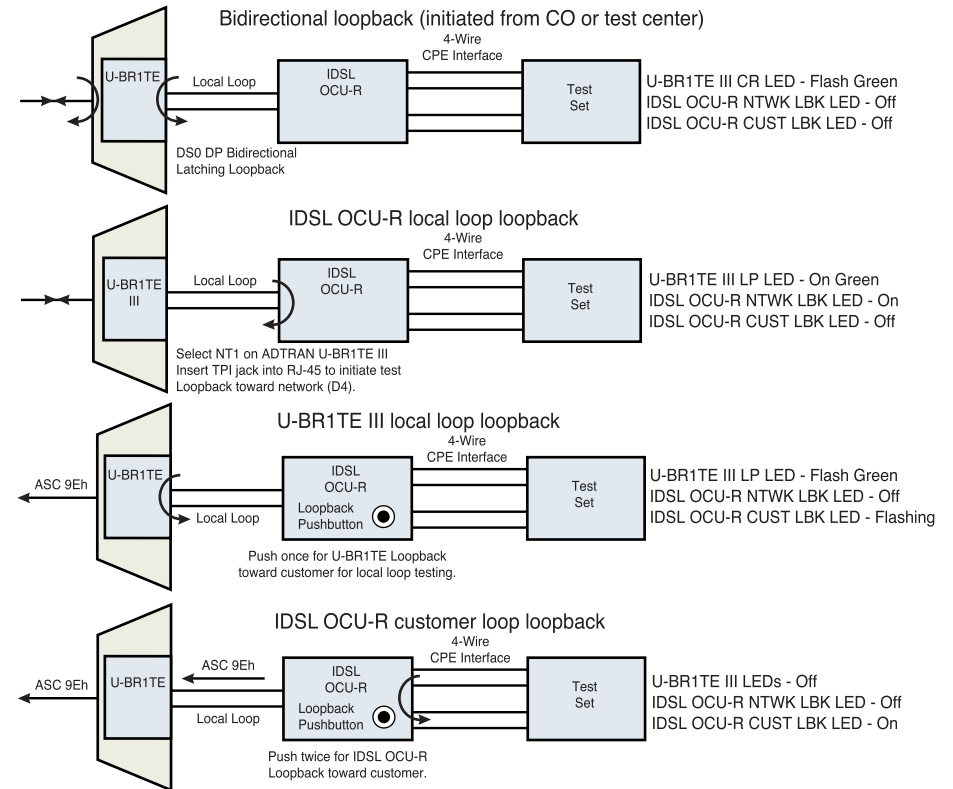 Bidirectional loopback (initiated from CO or test center)
4-Wire
CPE Interface
U-BR1TE
Local Loop
IDSL
OCU-R
Test
Set
U-BR1TE III CR LED - Flash Green
IDSL OCU-R NTWK LBK LED - Off
IDSL OCU-R CUST LBK LED - Off
DS0 DP Bidirectional
Latching Loopback
IDSL OCU-R local loop loopback
4-Wire
CPE Interface
U-BR1TE
III
Local Loop
IDSL
OCU-R
Test
Set
U-BR1TE III LP LED - On Green
IDSL OCU-R NTWK LBK LED - On
IDSL OCU-R CUST LBK LED - Off
Select NT1 on ADTRAN U-BR1TE III
Insert TPI jack into RJ-45 to initiate test
Loopback toward network (D4).
U-BR1TE III local loop loopback
4-Wire
CPE Interface
ASC 9Eh
U-BR1TE
Local Loop
IDSL
OCU-R
Loopback
Pushbutton
Test
Set
U-BR1TE III LP LED - Flash Green
IDSL OCU-R NTWK LBK LED - Off
IDSL OCU-R CUST LBK LED - Flashing
Push once for U-BR1TE Loopback
toward customer for local loop testing.
IDSL OCU-R customer loop loopback
4-Wire
CPE Interface
ASC 9Eh
U-BR1TE
ASC 9Eh
Local Loop
IDSL
OCU-R
Loopback
Pushbutton
Test
Set
U-BR1TE III LEDs - Off
IDSL OCU-R NTWK LBK LED - Off
IDSL OCU-R CUST LBK LED - On
Push twice for IDSL OCU-R
Loopback toward customer.